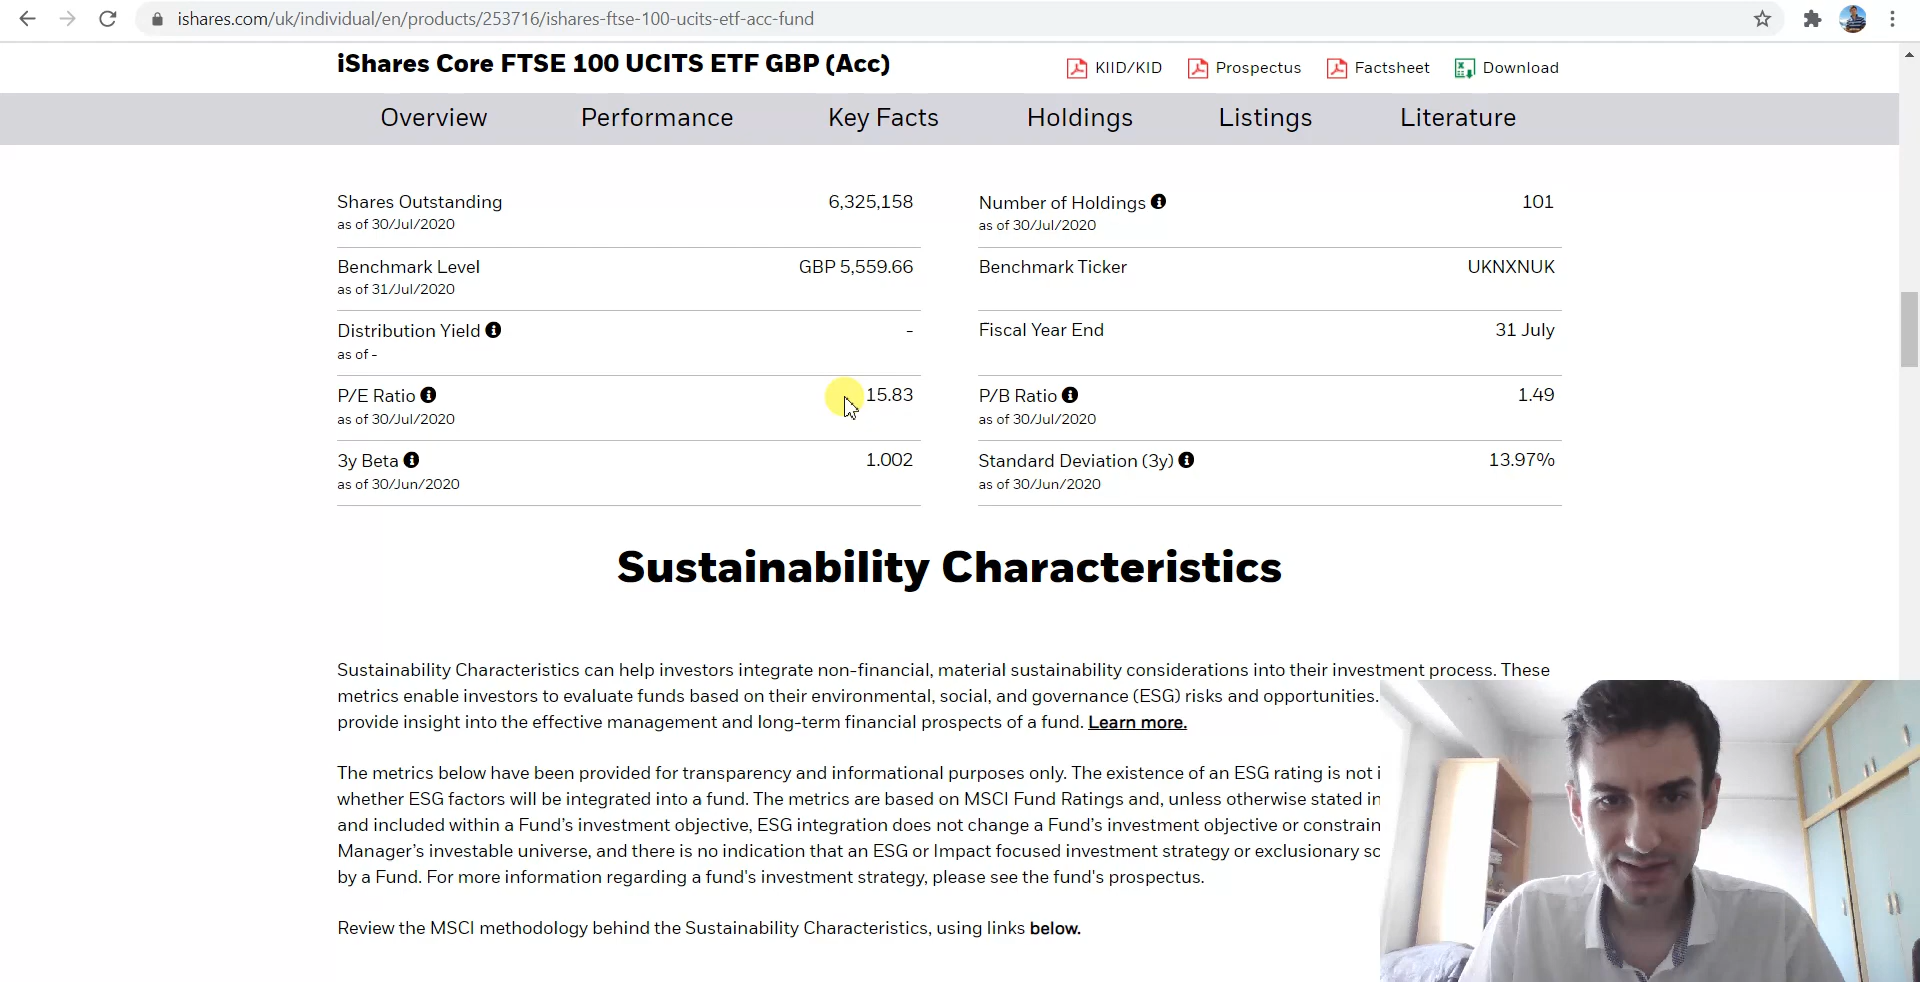 ishares.com/uk/individual/en/products/253716/ishares-ftse-100-ucits-etf-acc-fund
iShares Core FTSE 100 UCITS ETF GBP (Acc)
KIID/KID
Prospectus
Factsheet
Download
Overview
Performance
Key Facts
Holdings
Listings
Literature
Shares Outstanding 6,325,158
as of 30/Jul/2020
Number of Holdings 101
as of 30/Jul/2020
Benchmark Level GBP 5,559.66
as of 31/Jul/2020
Benchmark Ticker UKNXNUK
Distribution Yield -
as of -
Fiscal Year End 31 July
P/E Ratio 15.83
as of 30/Jul/2020
P/B Ratio 1.49
as of 30/Jul/2020
3y Beta 1.002
as of 30/Jun/2020
Standard Deviation (3y) 13.97%
as of 30/Jun/2020
Sustainability Characteristics
Sustainability Characteristics can help investors integrate non-financial, material sustainability considerations into their investment process. These
metrics enable investors to evaluate funds based on their environmental, social, and governance (ESG) risks and opportunities.
provide insight into the effective management and long-term financial prospects of a fund. Learn more.
The metrics below have been provided for transparency and informational purposes only. The existence of an ESG rating is not i
whether ESG factors will be integrated into a fund. The metrics are based on MSCI Fund Ratings and, unless otherwise stated in
and included within a Fund’s investment objective, ESG integration does not change a Fund’s investment objective or constrain
Manager’s investable universe, and there is no indication that an ESG or Impact focused investment strategy or exclusionary sc
by a Fund. For more information regarding a fund's investment strategy, please see the fund's prospectus.
Review the MSCI methodology behind the Sustainability Characteristics, using links below.